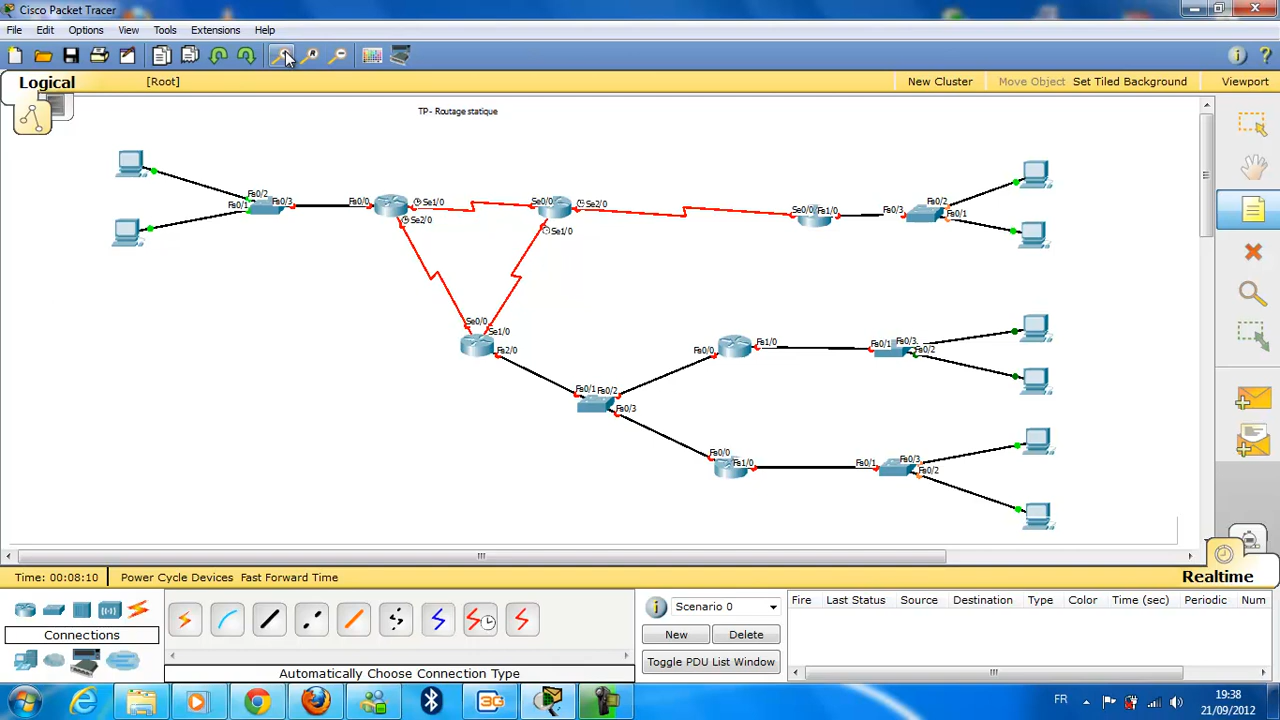 Cisco Packet Tracer
File Edit Options View Tools Extensions Help
Logical [Root] New Cluster Move Object Set Tiled Background Viewport
TP- Routage statique
Fa0/2
Fa0/1 Fa0/3 Fa0/0 Se1/0 Se0/0 Se2/0 Se0/0 Fa1/0 Fa0/3 Fa0/2
Fa0/1
Se2/0 Se1/0
Se0/0
Se1/0
Fa2/0 Fa0/0 Fa1/0 Fa0/1 Fa0/3
Fa0/2
Fa0/1 Fa0/2
Fa0/3
Fa0/0
Fa1/0 Fa0/1 Fa0/3
Fa0/2
Time: 00:08:10 Power Cycle Devices Fast Forward Time Realtime
Connections
Automatically Choose Connection Type
Scenario 0
New Delete
Toggle PDU List Window
Fire Last Status Source Destination Type Color Time (sec) Periodic Num
3G
FR 19:38
21/09/2012